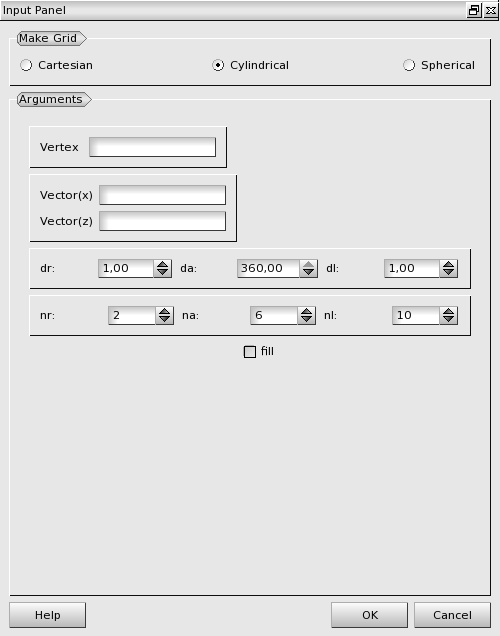 Input Panel
Make Grid
Cartesian Cylindrical Spherical
Arguments
Vertex
Vector(x)
Vector(z)
dr: 1,00 da: 360,00 dl: 1,00
nr: 2 na: 6 nl: 10
fill
Help OK Cancel